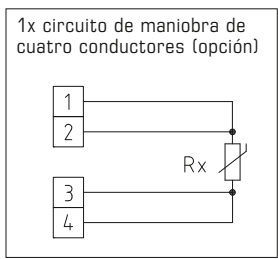 1x circuito de maniobra de
cuatro conductores (opción)
1
2
Rx
3
4